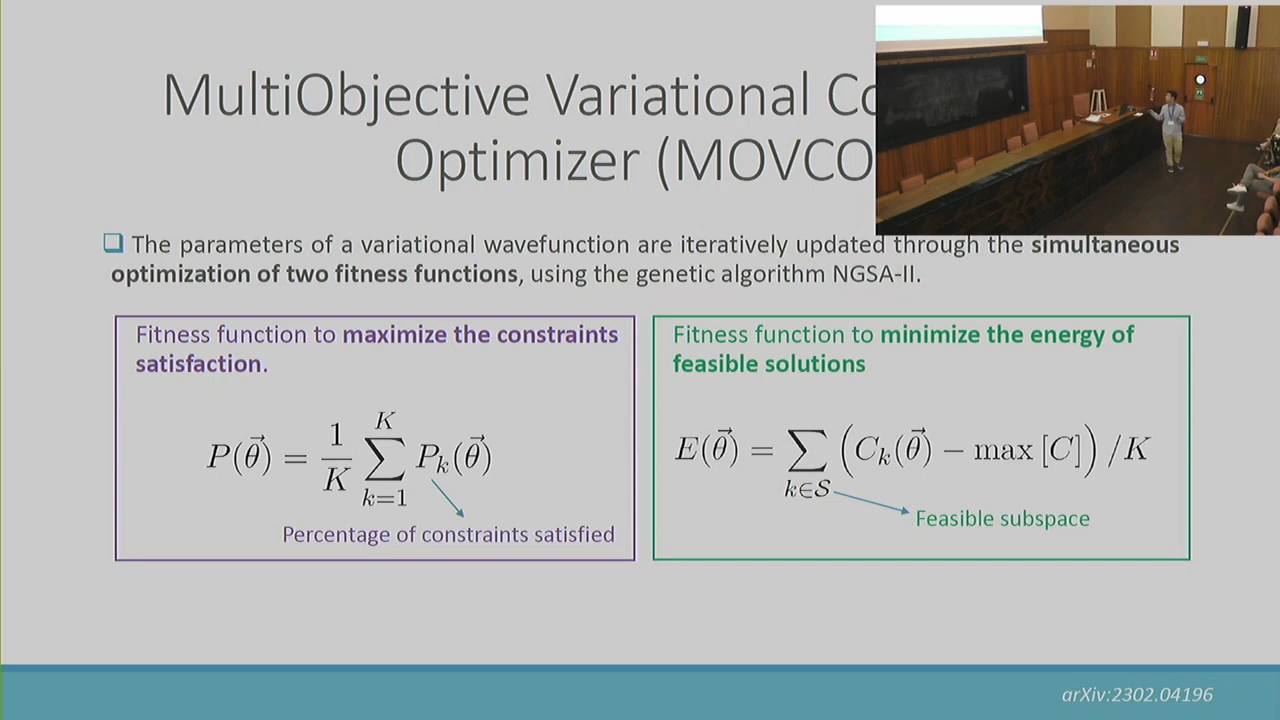 MultiObjective Variational
Optimizer (MOVCO
❑ The parameters of a variational wavefunction are iteratively updated through the simultaneous
optimization of two fitness functions, using the genetic algorithm NGSA-II.
Fitness function to maximize the constraints
satisfaction.
P(θ⃗) = 1/K ∑_{k=1}^{K} P_k(θ⃗)
Percentage of constraints satisfied
Fitness function to minimize the energy of
feasible solutions
E(θ⃗) = ∑_{k∈S} (C_k(θ⃗) − max [C]) /K
Feasible subspace
arXiv:2302.04196